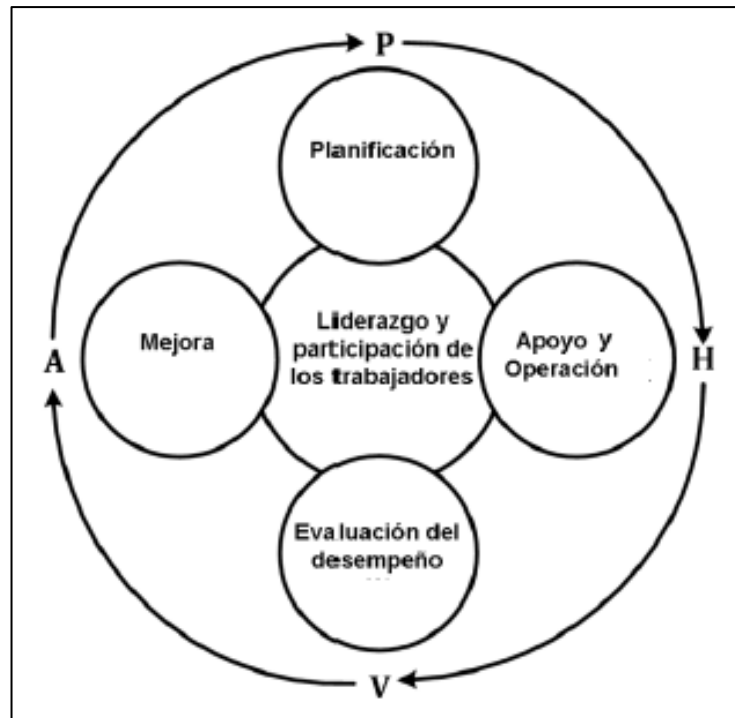 P
Planificación
Mejora
Liderazgo y
participación de
los trabajadores
Apoyo y
Operación
A
H
Evaluación del
desempeño
V